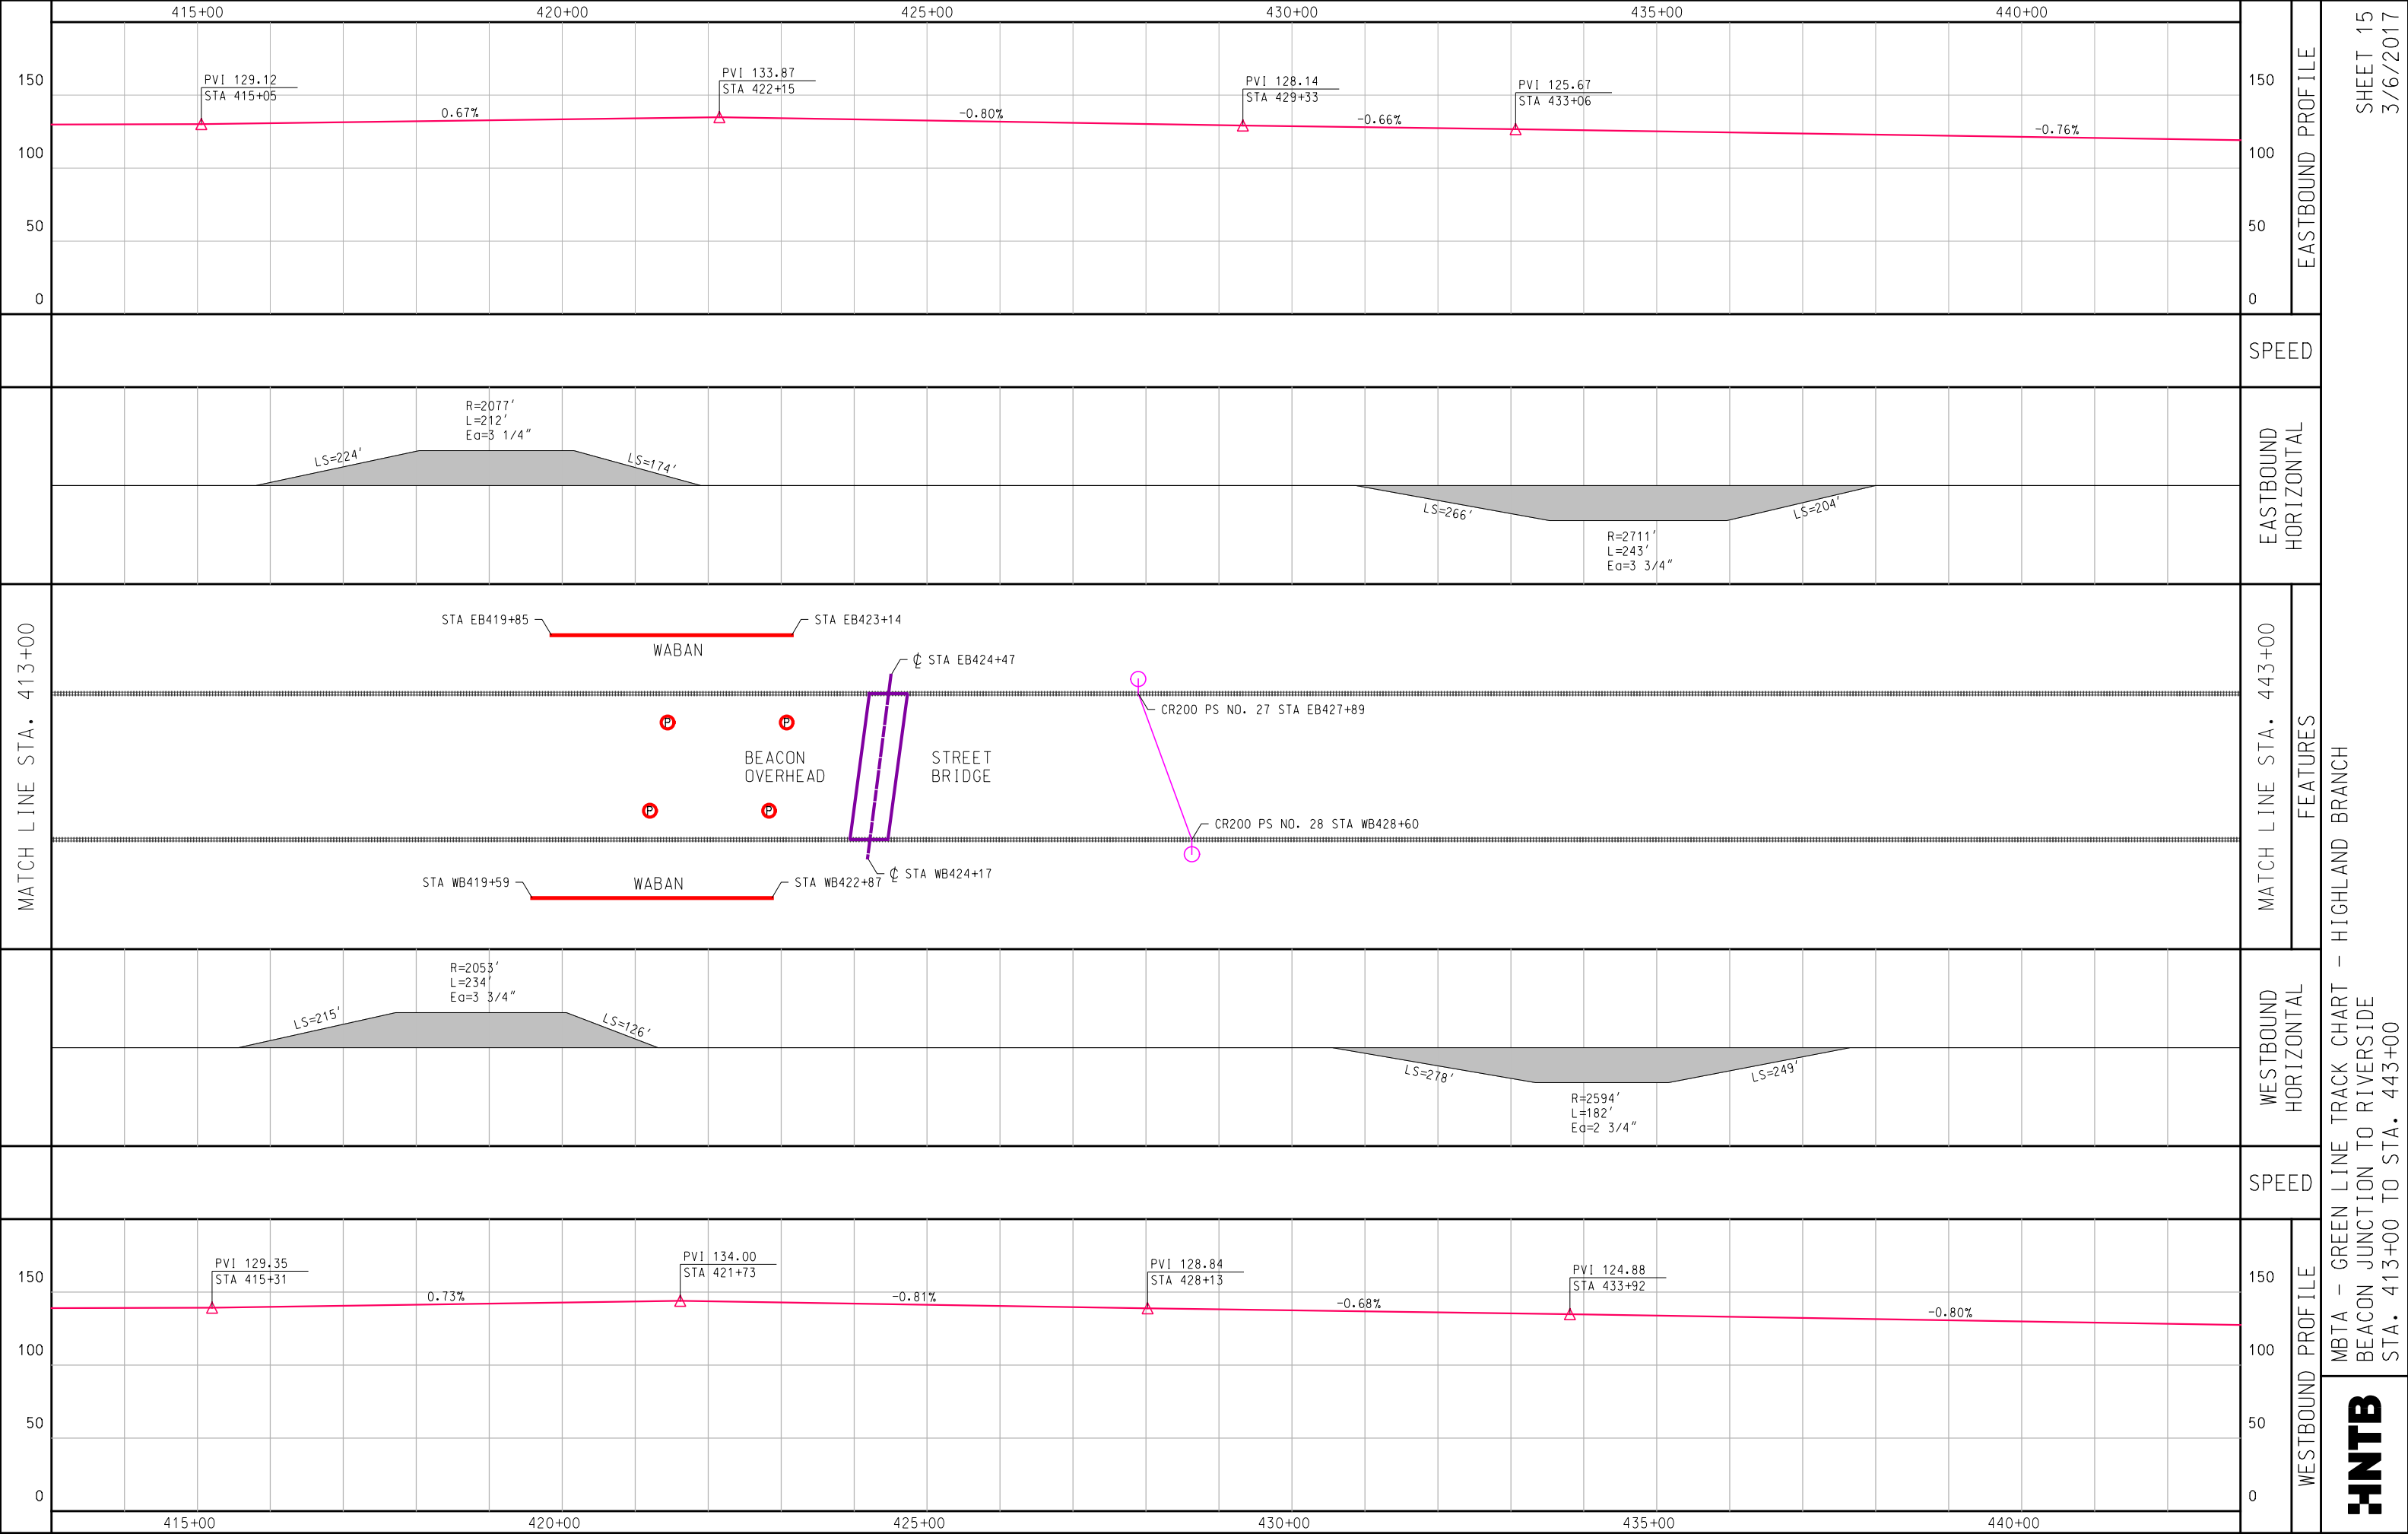 415+00 420+00 425+00 430+00 435+00 440+00
150
100
50
0
PVI 129.12
STA 415+05
0.67%
PVI 133.87
STA 422+15
-0.80%
PVI 128.14
STA 429+33
-0.66%
PVI 125.67
STA 433+06
-0.76%
150
100
50
0
EASTBOUND PROFILE
SPEED
R=2077'
L=212'
Ea=3 1/4"
LS=224'
LS=174'
LS=266'
LS=204'
R=2711'
L=243'
Ea=3 3/4"
EASTBOUND
HORIZONTAL
MATCH LINE STA. 413+00
STA EB419+85
STA EB423+14
WABAN
℄ STA EB424+47
CR200 PS NO. 27 STA EB427+89
P
P
BEACON
OVERHEAD
STREET
BRIDGE
P
P
CR200 PS NO. 28 STA WB428+60
℄ STA WB424+17
STA WB419+59
WABAN
STA WB422+87
MATCH LINE STA. 443+00
FEATURES
R=2053'
L=234'
Ea=3 3/4"
LS=215'
LS=126'
LS=278'
LS=249'
R=2594'
L=182'
Ea=2 3/4"
WESTBOUND
HORIZONTAL
SPEED
150
100
50
0
PVI 129.35
STA 415+31
0.73%
PVI 134.00
STA 421+73
-0.81%
PVI 128.84
STA 428+13
-0.68%
PVI 124.88
STA 433+92
-0.80%
150
100
50
0
WESTBOUND PROFILE
415+00 420+00 425+00 430+00 435+00 440+00
SHEET 15
3/6/2017
MBTA - GREEN LINE TRACK CHART - HIGHLAND BRANCH
BEACON JUNCTION TO RIVERSIDE
STA. 413+00 TO STA. 443+00
HNTB